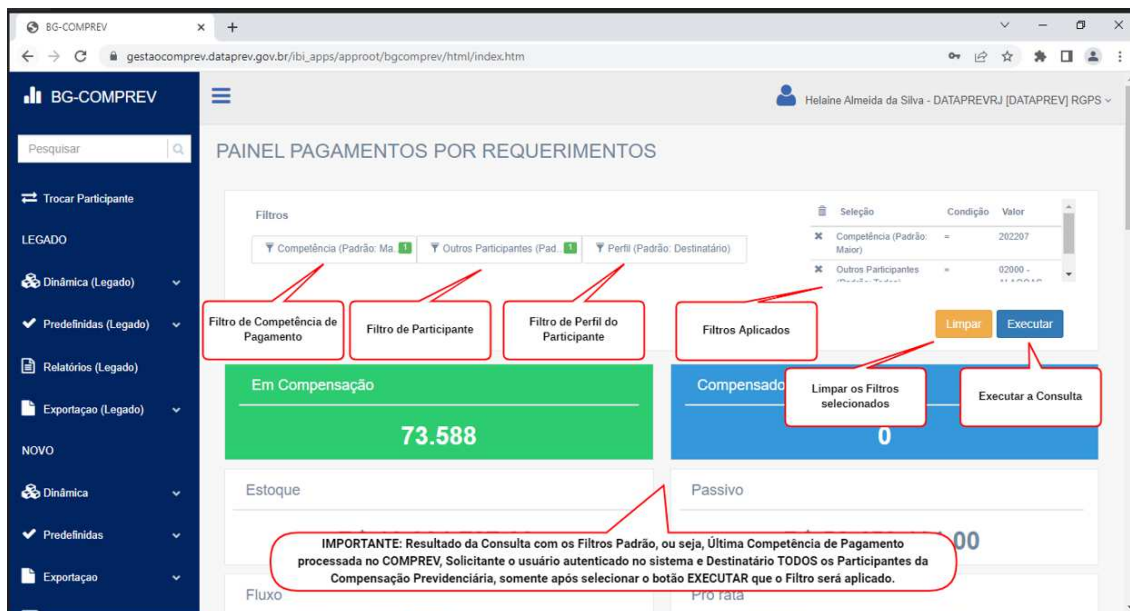 BG-COMPREV
gestaocomprev.dataprev.gov.br/ibi_apps/approot/bgcomprev/html/index.htm
BG-COMPREV
Helaine Almeida da Silva - DATAPREVRJ [DATAPREV] RGPS
Pesquisar
PAINEL PAGAMENTOS POR REQUERIMENTOS
Trocar Participante
LEGADO
Dinâmica (Legado)
Predefinidas (Legado)
Relatórios (Legado)
Exportaçao (Legado)
NOVO
Dinâmica
Predefinidas
Exportaçao
Filtros
Competência (Padrão: Ma. 1
Outros Participantes (Pad. 1
Perfil (Padrão: Destinatário)
Seleção Condição Valor
Competência (Padrão: = 202207
Maior)
Outros Participantes = 02000 -
Filtro de Competência de
Pagamento
Filtro de Participante
Filtro de Perfil do
Participante
Filtros Aplicados
Limpar
Executar
Limpar os Filtros
selecionados
Executar a Consulta
Em Compensação
73.588
Compensado
0
Estoque
Passivo
00
IMPORTANTE: Resultado da Consulta com os Filtros Padrão, ou seja, Última Competência de Pagamento
processada no COMPREV, Solicitante o usuário autenticado no sistema e Destinatário TODOS os Participantes da
Compensação Previdenciária, somente após selecionar o botão EXECUTAR que o Filtro será aplicado.
Fluxo
Pro rata